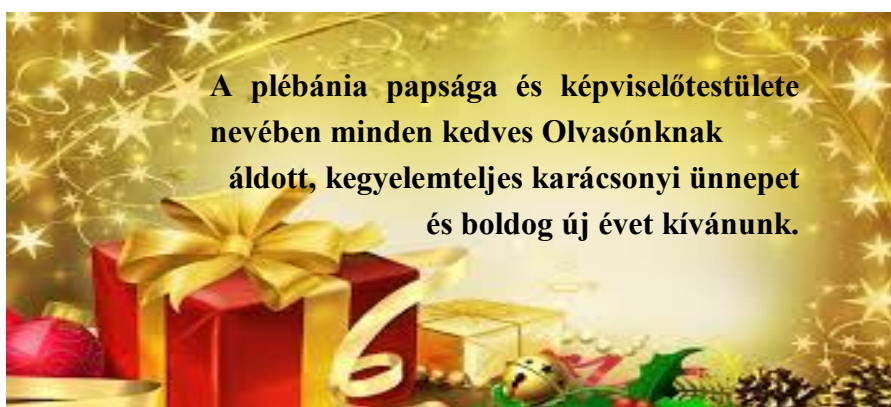 A plébánia papsága és képviselőtestülete
nevében minden kedves Olvasónknak
áldott, kegyelemteljes karácsonyi ünnepet
és boldog új évet kívánunk.